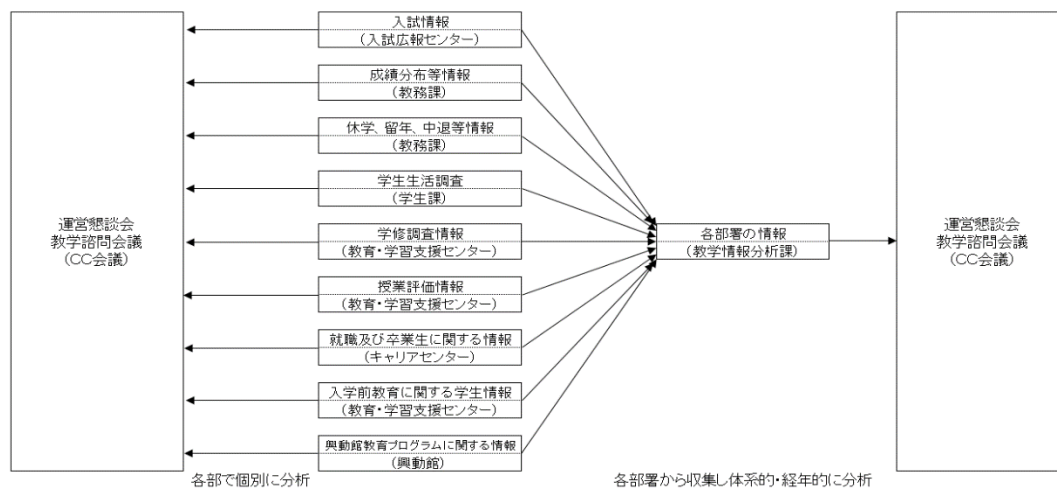 運営懇談会
教学諮問会議
(CC会議)
入試情報
(入試広報センター)
成績分布等情報
(教務課)
休学、留年、中退等情報
(教務課)
学生生活調査
(学生課)
学修調査情報
(教育・学習支援センター)
授業評価情報
(教育・学習支援センター)
就職及び卒業生に関する情報
(キャリアセンター)
入学前教育に関する学生情報
(教育・学習支援センター)
興動館教育プログラムに関する情報
(興動館)
各部署の情報
(教学情報分析課)
運営懇談会
教学諮問会議
(CC会議)
各部で個別に分析
各部署から収集し体系的・経年的に分析